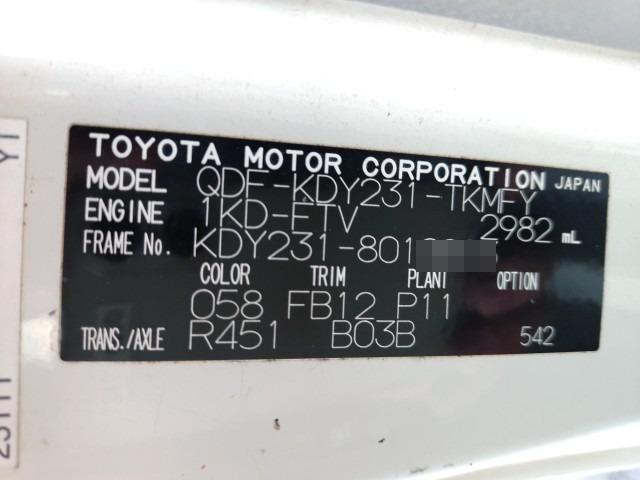 TOYOTA MOTOR CORPORATION JAPAN
MODEL QDF-KDY231-TKMFY
ENGINE 1KD-FTV 2982 mL
FRAME No. KDY231-801
COLOR TRIM PLANT OPTION
058 FB12 P11
TRANS./AXLE R451 B03B 542